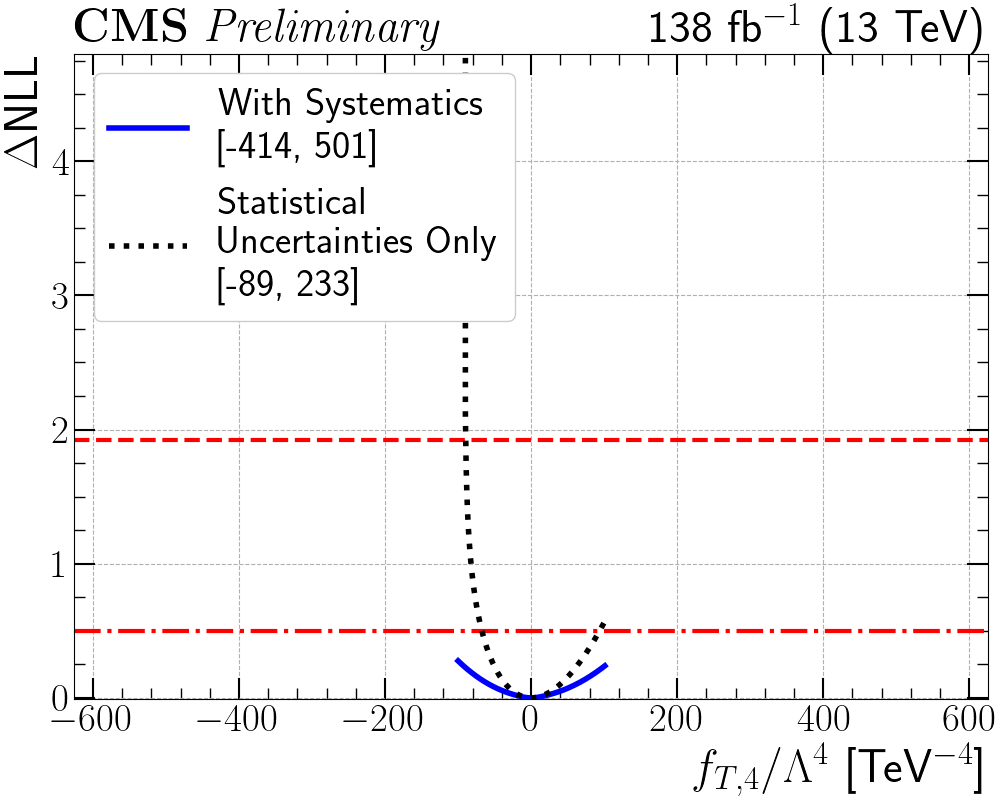 CMS Preliminary 138 fb⁻¹ (13 TeV)
ΔNLL
With Systematics
[-414, 501]
Statistical
Uncertainties Only
[-89, 233]
4
3
2
1
0
−600 −400 −200 0 200 400 600
f_{T,4}/Λ⁴ [TeV⁻⁴]